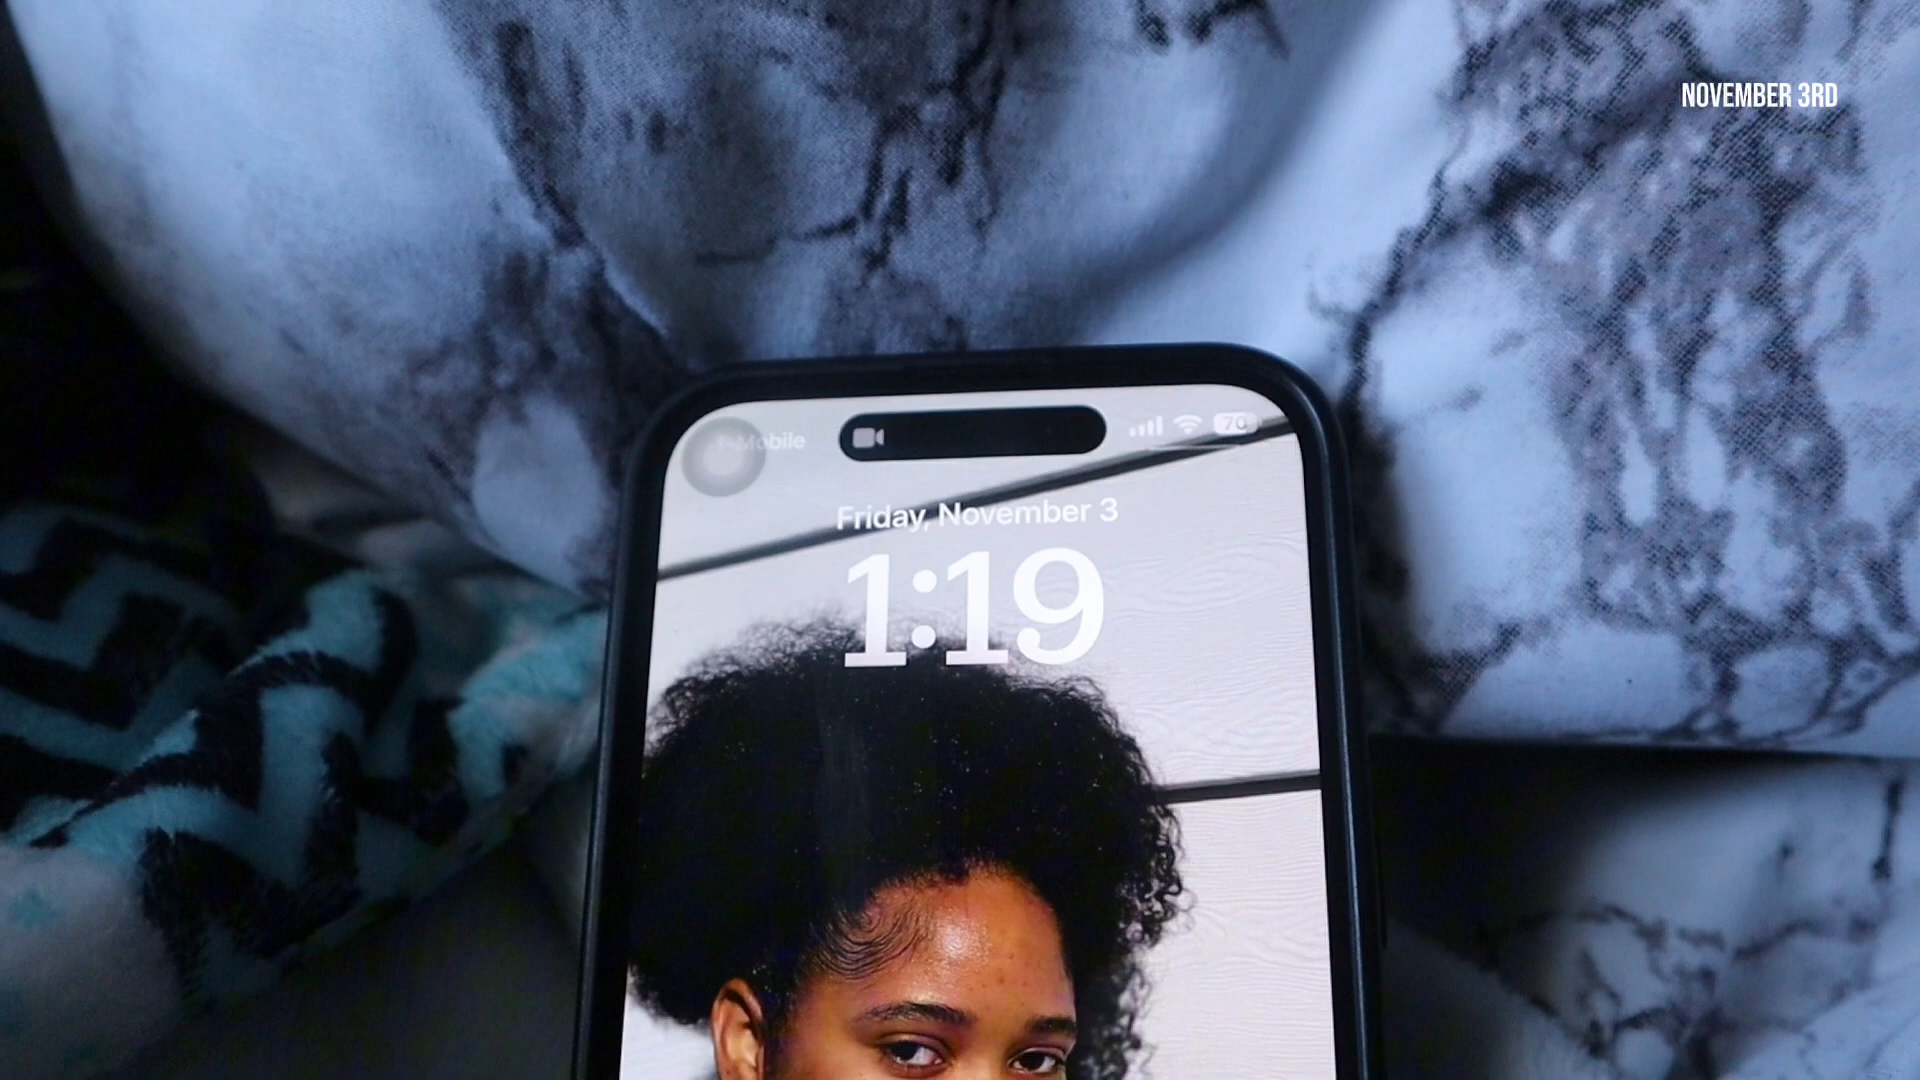 NOVEMBER 3RD
Mobile
70
Friday, November 3
1:19